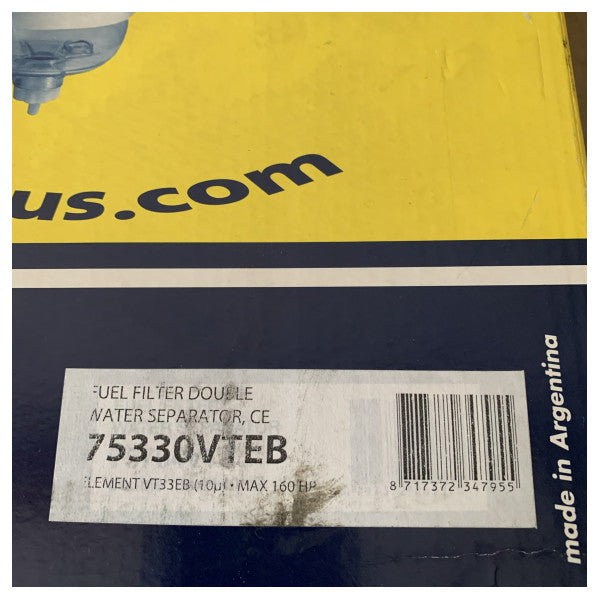 us.com
FUEL FILTER DOUBLE
WATER SEPARATOR, CE
75330VTEB
ELEMENT VT33EB (10µ) • MAX 160 HP
8 717372 347955
made in Argentina